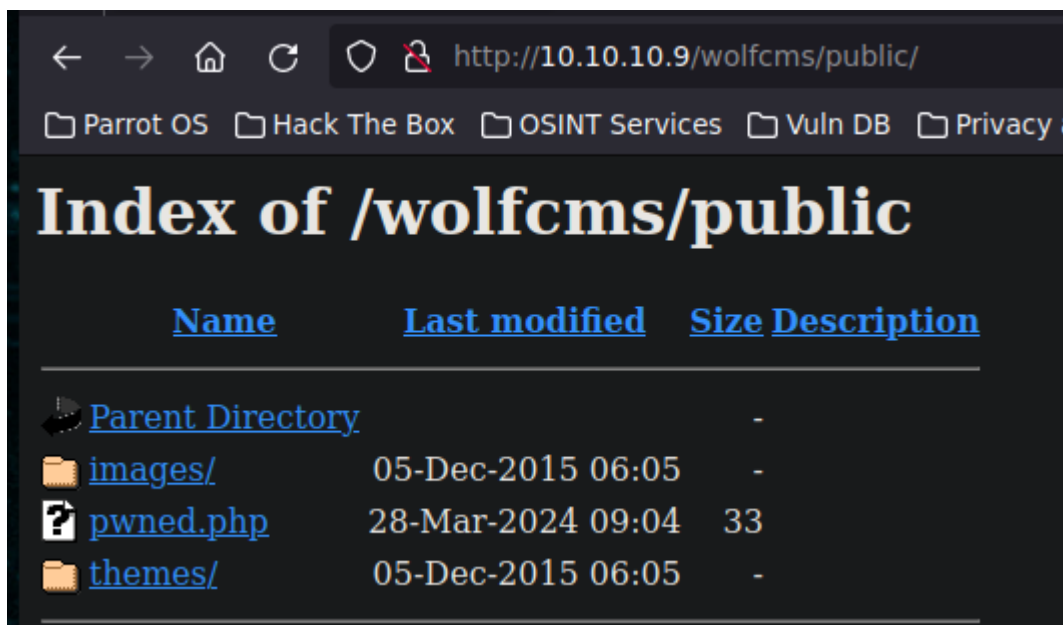 http://10.10.10.9/wolfcms/public/
Parrot OS Hack The Box OSINT Services Vuln DB Privacy
Index of /wolfcms/public
Name Last modified Size Description
Parent Directory -
images/ 05-Dec-2015 06:05 -
pwned.php 28-Mar-2024 09:04 33
themes/ 05-Dec-2015 06:05 -